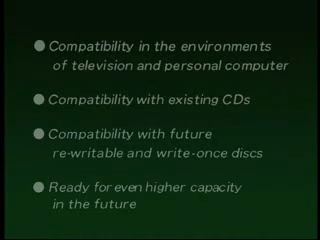 ● Compatibility in the environments
of television and personal computer
● Compatibility with existing CDs
● Compatibility with future
re-writable and write-once discs
● Ready for even higher capacity
in the future